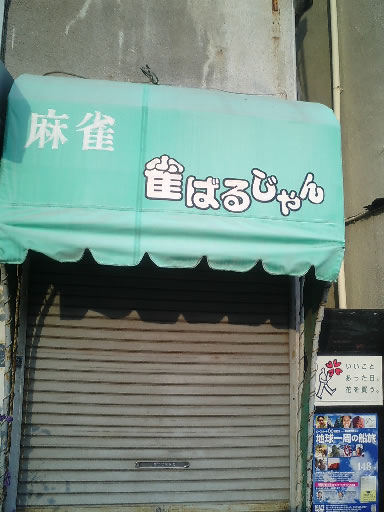 麻雀
雀ばるじゃん
いいこと
あった日。
花を買う。
地球一周の船旅
148